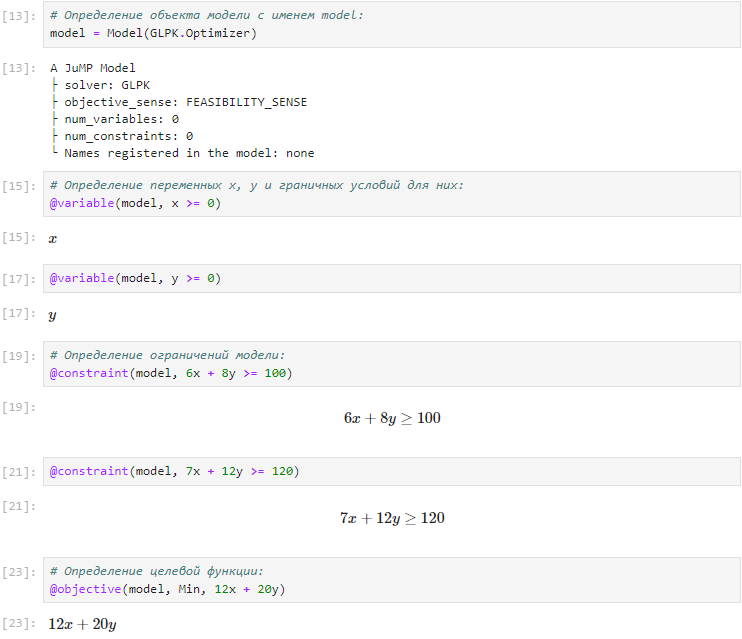 [13]: # Определение объекта модели с именем model:
model = Model(GLPK.Optimizer)
[13]: A JuMP Model
├ solver: GLPK
├ objective_sense: FEASIBILITY_SENSE
├ num_variables: 0
├ num_constraints: 0
└ Names registered in the model: none
[15]: # Определение переменных x, y и граничных условий для них:
@variable(model, x >= 0)
[15]: x
[17]: @variable(model, y >= 0)
[17]: y
[19]: # Определение ограничений модели:
@constraint(model, 6x + 8y >= 100)
[19]: 6x + 8y ≥ 100
[21]: @constraint(model, 7x + 12y >= 120)
[21]: 7x + 12y ≥ 120
[23]: # Определение целевой функции:
@objective(model, Min, 12x + 20y)
[23]: 12x + 20y